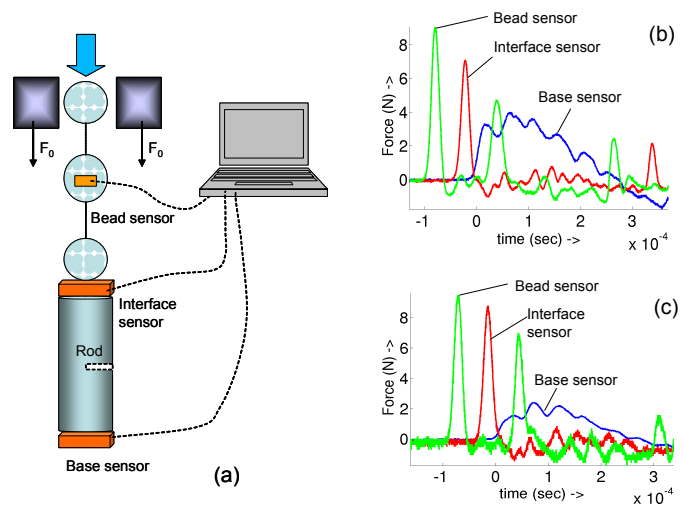 F0
F0
Bead sensor
Interface
sensor
Rod
Base sensor
(a)
(b)
Bead sensor
Interface sensor
Base sensor
Force (N) ->
8
6
4
2
0
-1
0
1
2
3
time (sec) ->
x 10-4
(c)
Bead sensor
Interface
sensor
Base sensor
Force (N) ->
8
6
4
2
0
-1
0
1
2
3
time (sec) ->
x 10-4